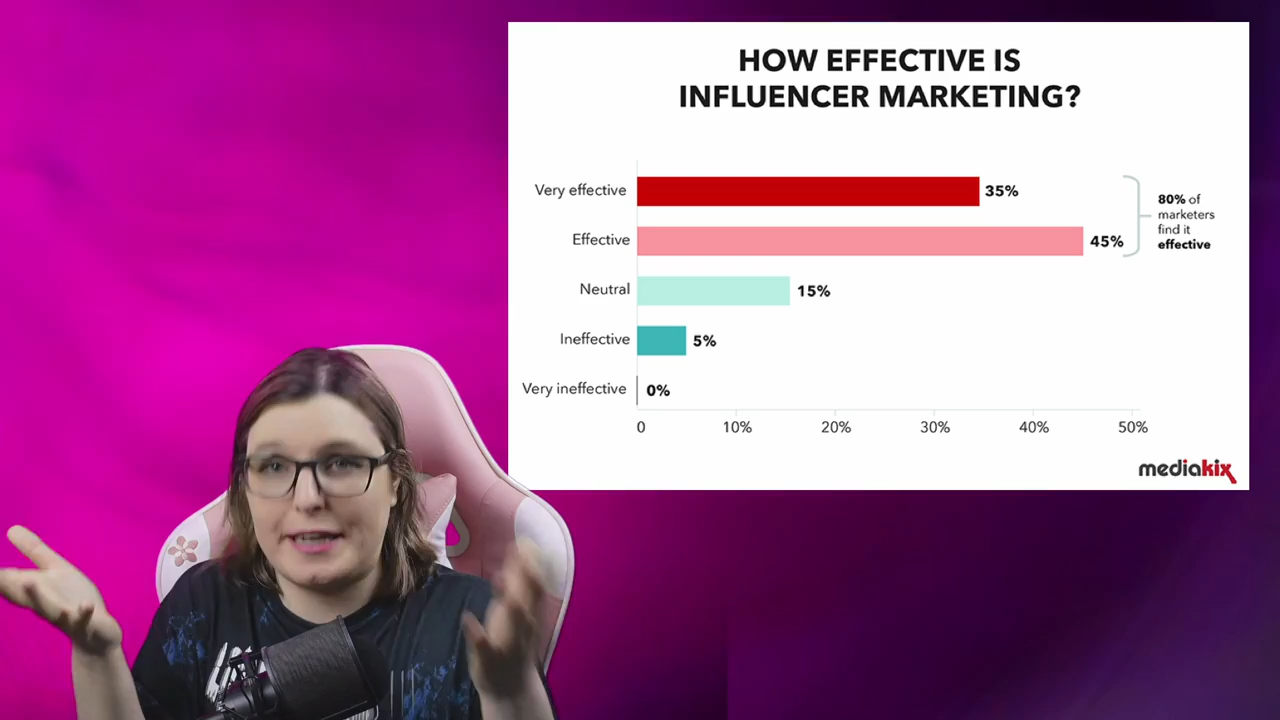 HOW EFFECTIVE IS
INFLUENCER MARKETING?
Very effective 35%
Effective 45%
Neutral 15%
Ineffective 5%
Very ineffective 0%
80% of
marketers
find it
effective
0 10% 20% 30% 40% 50%
mediakix